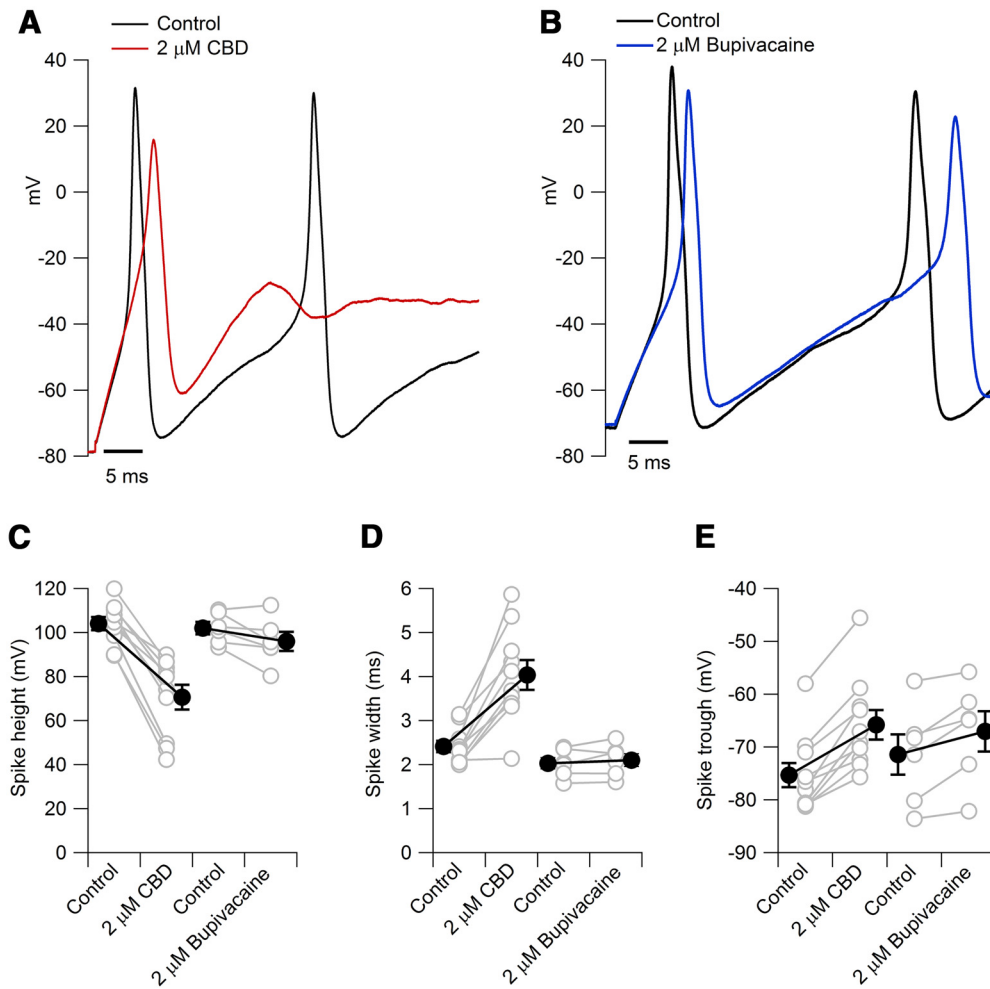 A
Control
2 μM CBD
40
20
0
-20
-40
-60
-80
mV
5 ms
B
Control
2 μM Bupivacaine
40
20
0
-20
-40
-60
-80
mV
5 ms
C
120
100
80
60
40
20
0
Spike height (mV)
Control
2 μM CBD
Control
2 μM Bupivacaine
D
6
5
4
3
2
1
0
Spike width (ms)
Control
2 μM CBD
Control
2 μM Bupivacaine
E
-40
-50
-60
-70
-80
-90
Spike trough (nV)
Control
2 μM CBD
Control
2 μM Bupivacaine